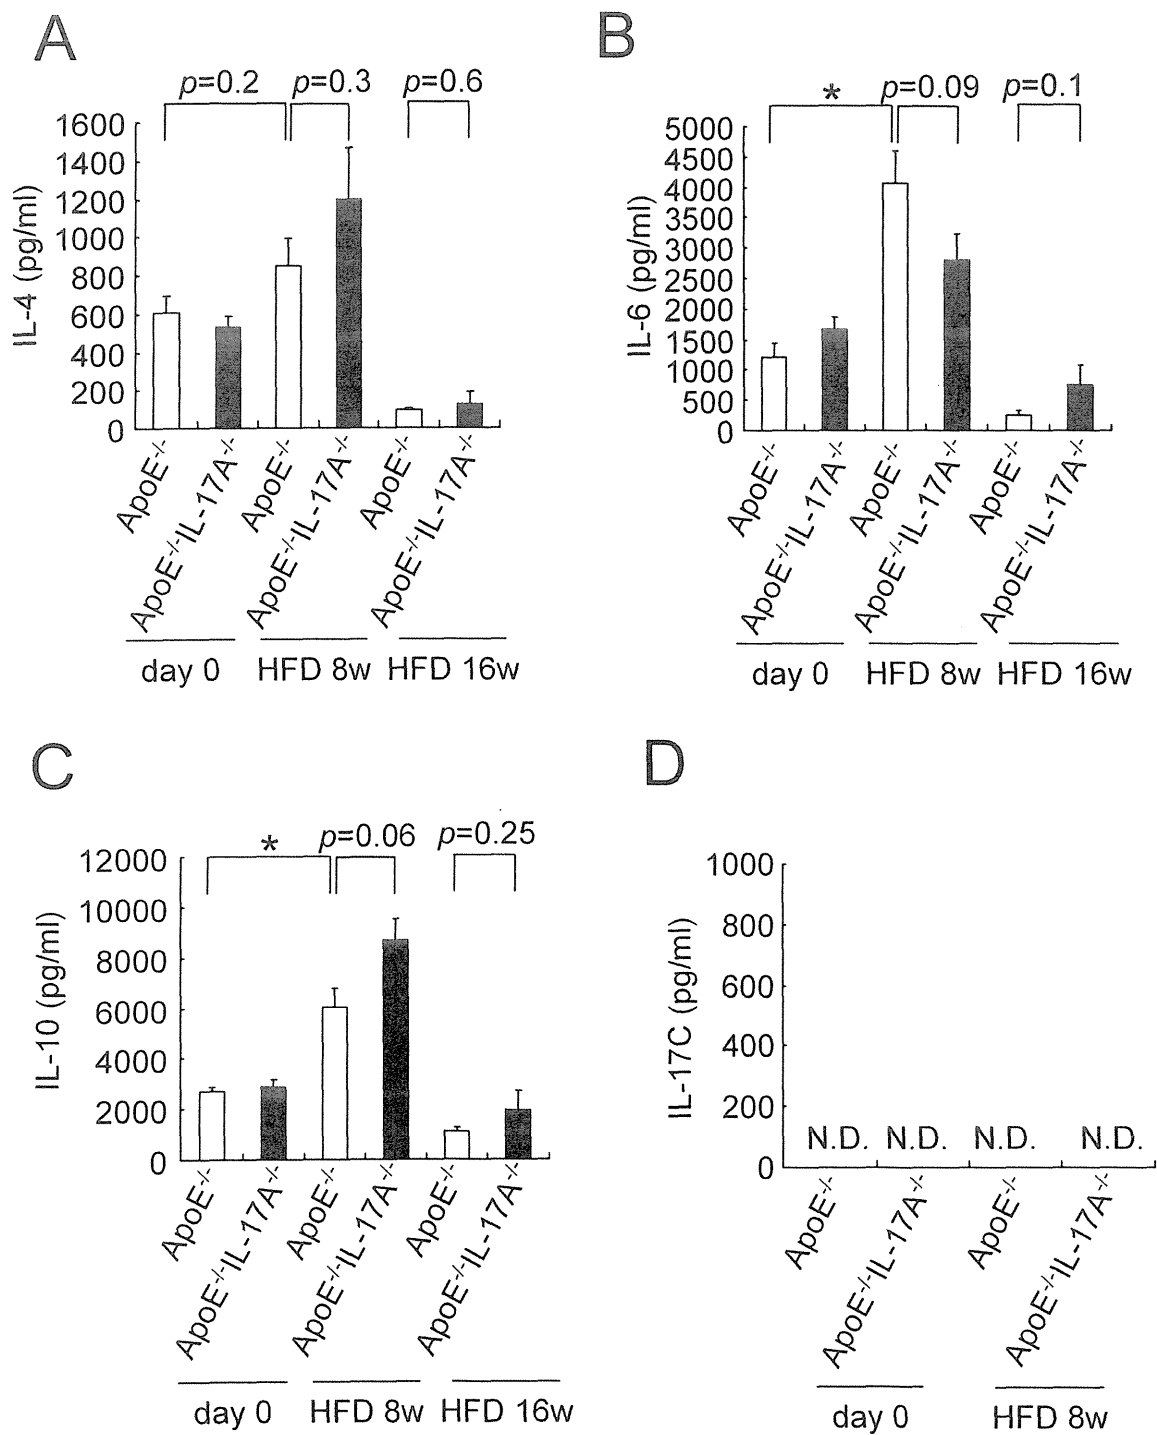 A
p=0.2 p=0.3 p=0.6
IL-4 (pg/ml)
1600
1400
1200
1000
800
600
400
200
0
ApoE-/-
ApoE-/-IL-17A-/-
ApoE-/-
ApoE-/-IL-17A-/-
ApoE-/-
ApoE-/-IL-17A-/-
day 0 HFD 8w HFD 16w
B
* p=0.09 p=0.1
IL-6 (pg/ml)
5000
4500
4000
3500
3000
2500
2000
1500
1000
500
0
ApoE-/-
ApoE-/-IL-17A-/-
ApoE-/-
ApoE-/-IL-17A-/-
ApoE-/-
ApoE-/-IL-17A-/-
day 0 HFD 8w HFD 16w
C
* p=0.06 p=0.25
IL-10 (pg/ml)
12000
10000
8000
6000
4000
2000
0
ApoE-/-
ApoE-/-IL-17A-/-
ApoE-/-
ApoE-/-IL-17A-/-
ApoE-/-
ApoE-/-IL-17A-/-
day 0 HFD 8w HFD 16w
D
IL-17C (pg/ml)
1000
800
600
400
200
0
N.D. N.D. N.D. N.D.
ApoE-/-
ApoE-/-IL-17A-/-
ApoE-/-
ApoE-/-IL-17A-/-
day 0 HFD 8w